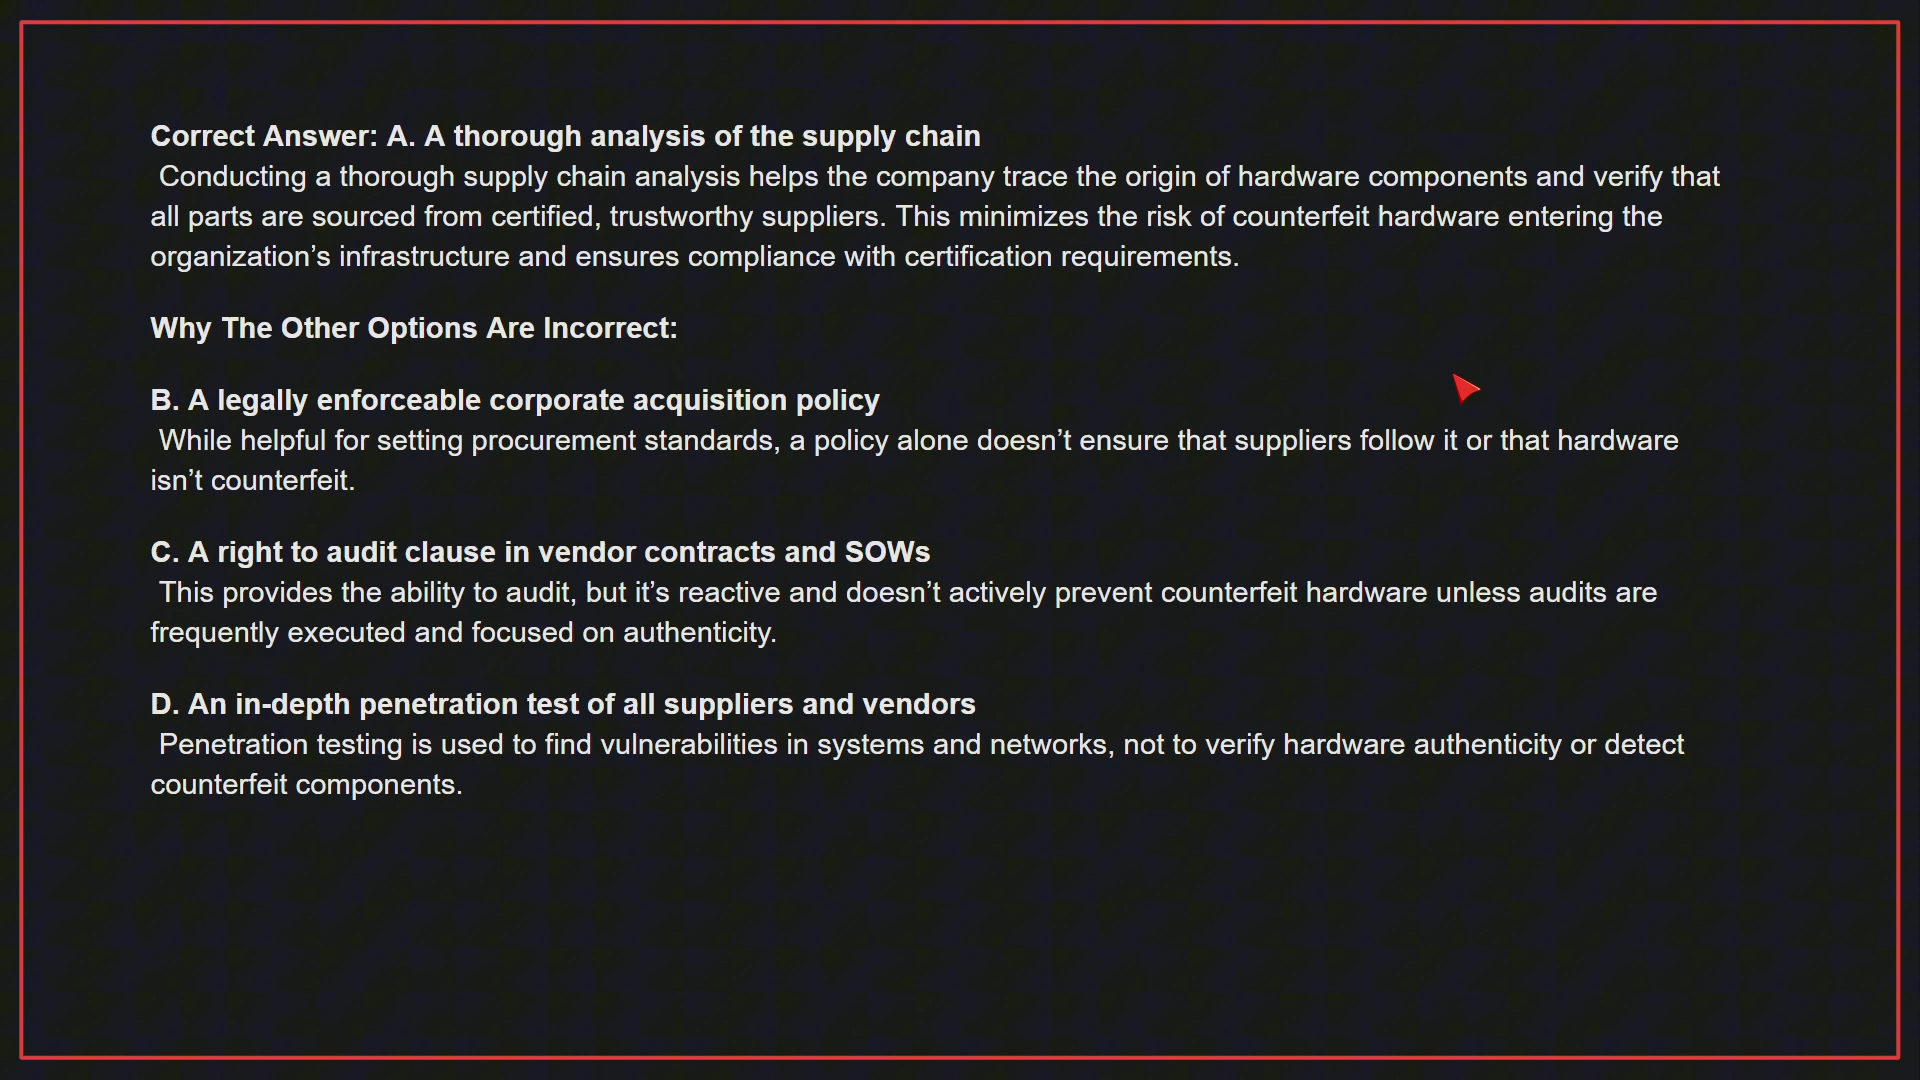 Correct Answer: A. A thorough analysis of the supply chain
Conducting a thorough supply chain analysis helps the company trace the origin of hardware components and verify that
all parts are sourced from certified, trustworthy suppliers. This minimizes the risk of counterfeit hardware entering the
organization’s infrastructure and ensures compliance with certification requirements.
Why The Other Options Are Incorrect:
B. A legally enforceable corporate acquisition policy
While helpful for setting procurement standards, a policy alone doesn’t ensure that suppliers follow it or that hardware
isn’t counterfeit.
C. A right to audit clause in vendor contracts and SOWs
This provides the ability to audit, but it’s reactive and doesn’t actively prevent counterfeit hardware unless audits are
frequently executed and focused on authenticity.
D. An in-depth penetration test of all suppliers and vendors
Penetration testing is used to find vulnerabilities in systems and networks, not to verify hardware authenticity or detect
counterfeit components.